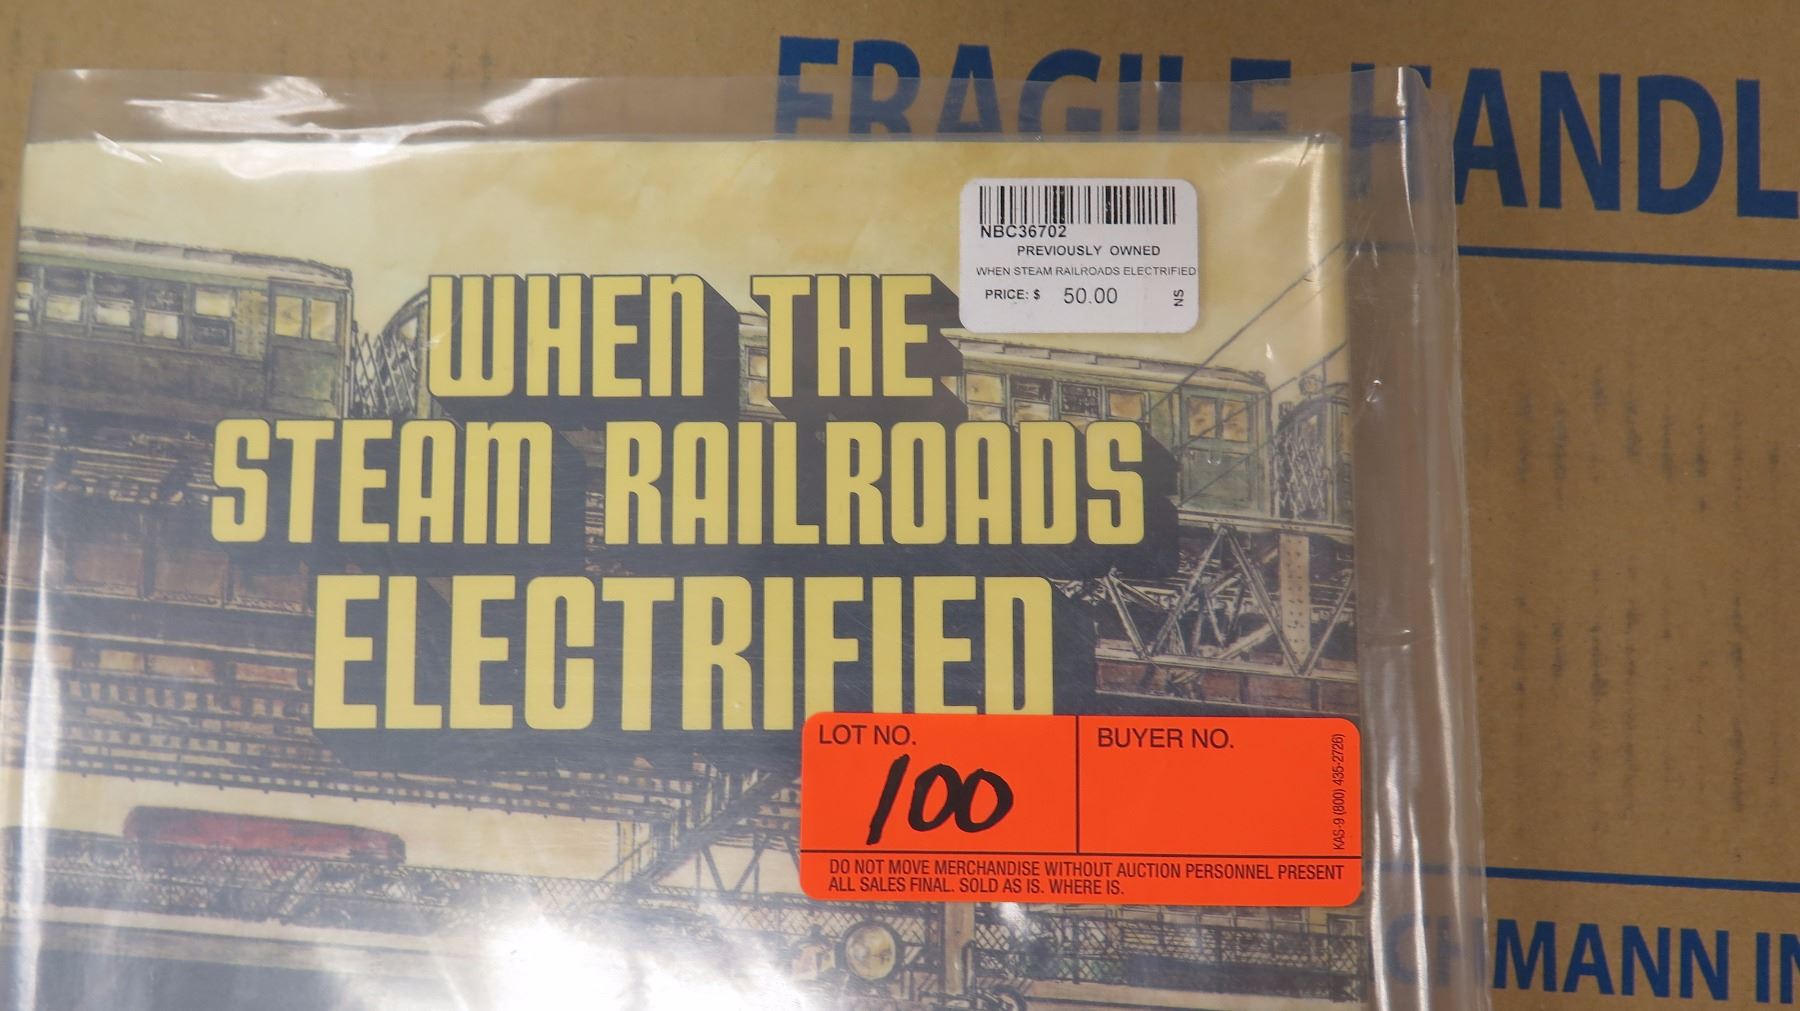 FRAGILE HANDL
NBC36702
PREVIOUSLY OWNED
WHEN STEAM RAILROADS ELECTRIFIED
PRICE: $ 50.00
NS
WHEN THE
STEAM RAILROADS
ELECTRIFIED
LOT NO.
100
BUYER NO.
KAS-9 (800) 435-2726)
DO NOT MOVE MERCHANDISE WITHOUT AUCTION PERSONNEL PRESENT
ALL SALES FINAL. SOLD AS IS. WHERE IS.
CHMANN IN